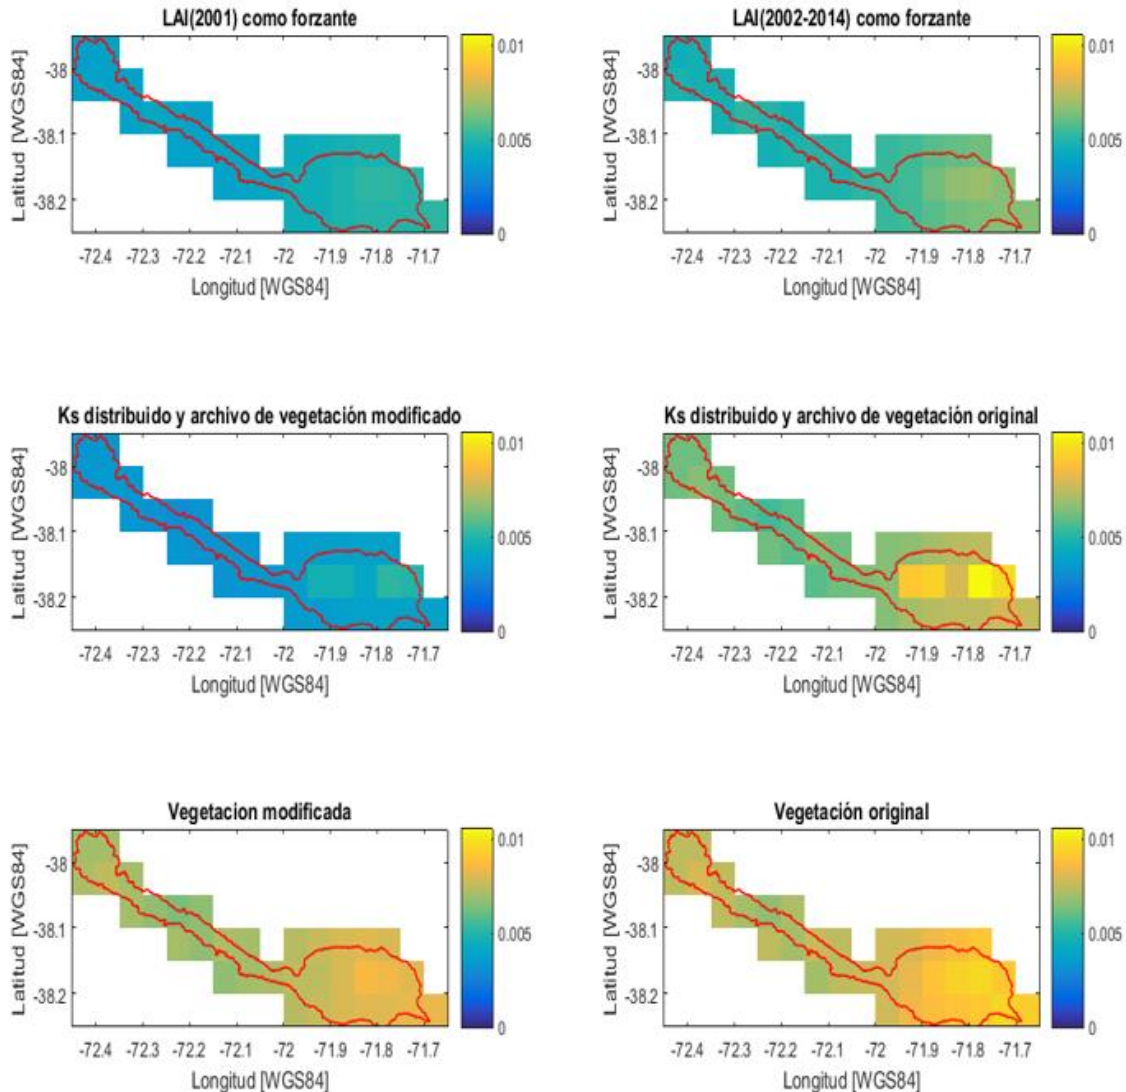 LAI(2001) como forzante
LAI(2002-2014) como forzante
Latitud [WGS84]
-38
-38.1
-38.2
-72.4 -72.3 -72.2 -72.1 -72 -71.9 -71.8 -71.7
Longitud [WGS84]
0.01
0.005
0
Latitud [WGS84]
-38
-38.1
-38.2
-72.4 -72.3 -72.2 -72.1 -72 -71.9 -71.8 -71.7
Longitud [WGS84]
0.01
0.005
0
Ks distribuido y archivo de vegetación modificado
Ks distribuido y archivo de vegetación original
Latitud [WGS84]
-38
-38.1
-38.2
-72.4 -72.3 -72.2 -72.1 -72 -71.9 -71.8 -71.7
Longitud [WGS84]
0.01
0.005
0
Latitud [WGS84]
-38
-38.1
-38.2
-72.4 -72.3 -72.2 -72.1 -72 -71.9 -71.8 -71.7
Longitud [WGS84]
0.01
0.005
0
Vegetacion modificada
Vegetación original
Latitud [WGS84]
-38
-38.1
-38.2
-72.4 -72.3 -72.2 -72.1 -72 -71.9 -71.8 -71.7
Longitud [WGS84]
0.01
0.005
0
Latitud [WGS84]
-38
-38.1
-38.2
-72.4 -72.3 -72.2 -72.1 -72 -71.9 -71.8 -71.7
Longitud [WGS84]
0.01
0.005
0